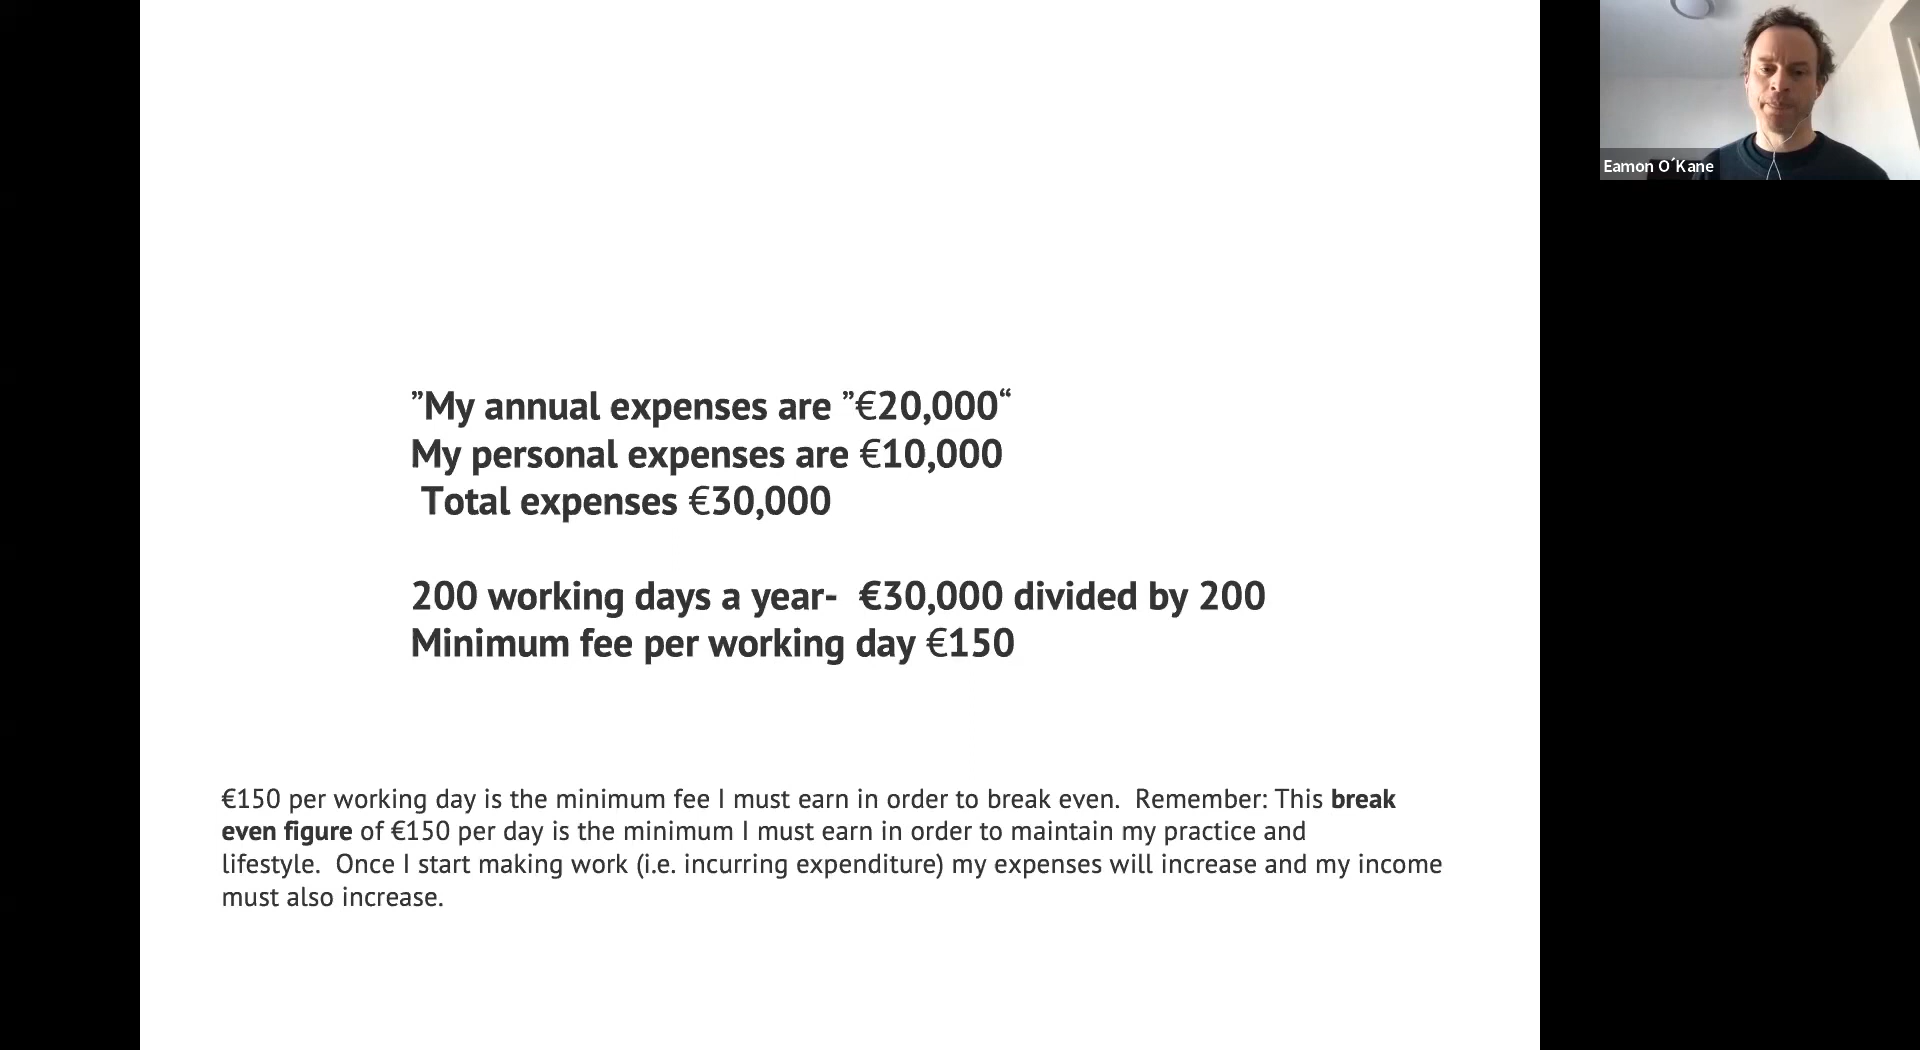 ”My annual expenses are ”€20,000“
My personal expenses are €10,000
Total expenses €30,000
200 working days a year-  €30,000 divided by 200
Minimum fee per working day €150
€150 per working day is the minimum fee I must earn in order to break even.  Remember: This break
even figure of €150 per day is the minimum I must earn in order to maintain my practice and
lifestyle.  Once I start making work (i.e. incurring expenditure) my expenses will increase and my income
must also increase.
Eamon O´Kane